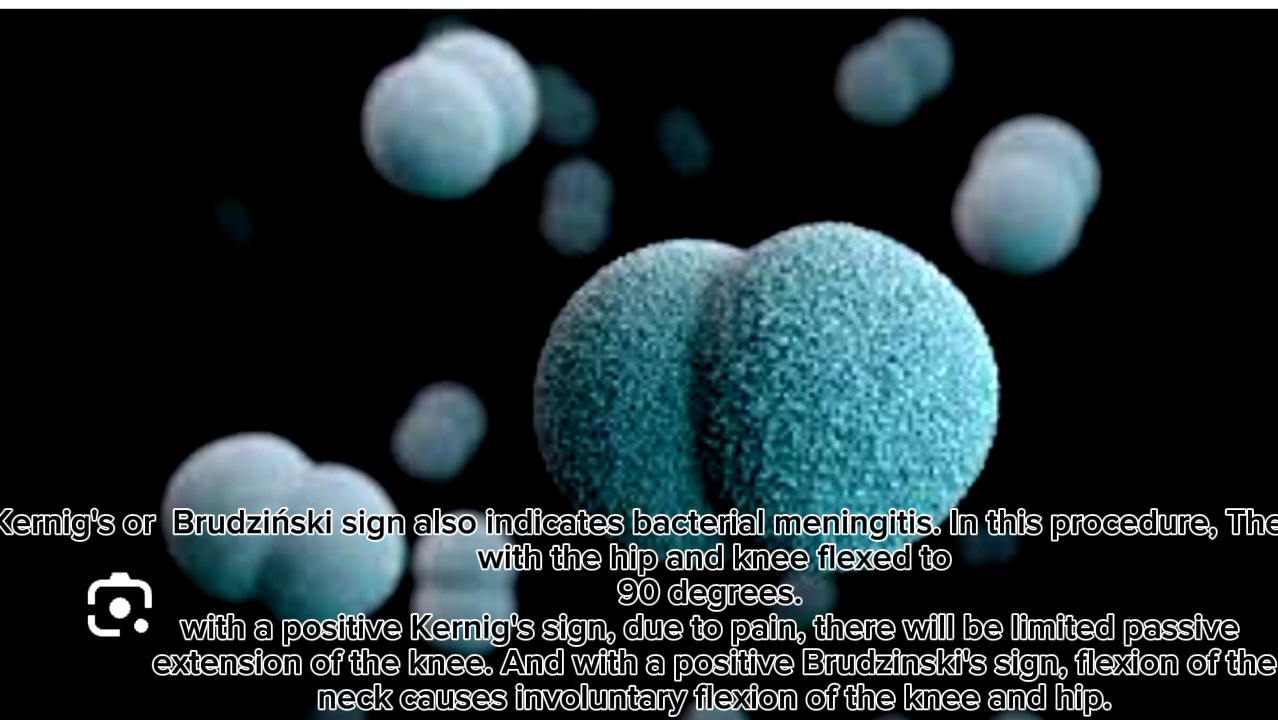 Kernig's or Brudziński sign also indicates bacterial meningitis. In this procedure, The
with the hip and knee flexed to
90 degrees.
with a positive Kernig's sign, due to pain, there will be limited passive
extension of the knee. And with a positive Brudzinski's sign, flexion of the
neck causes involuntary flexion of the knee and hip.